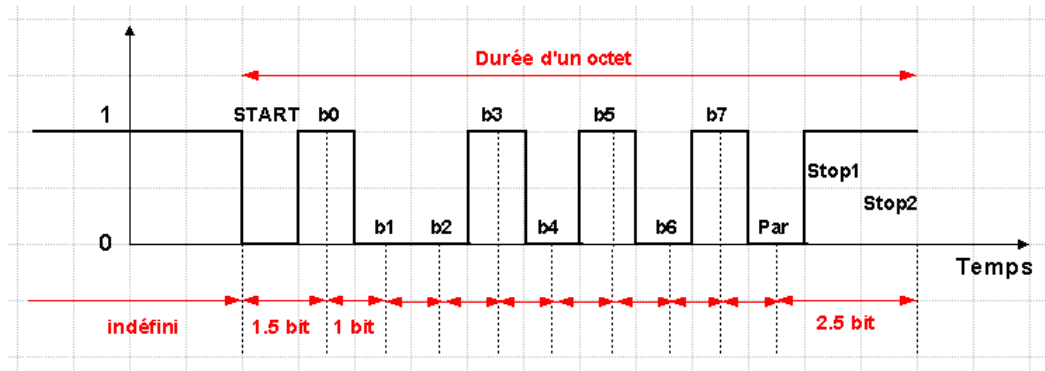 Durée d'un octet
1
START
b0
b3
b5
b7
Stop1
Stop2
0
b1
b2
b4
b6
Par
Temps
indéfini
1.5 bit
1 bit
2.5 bit